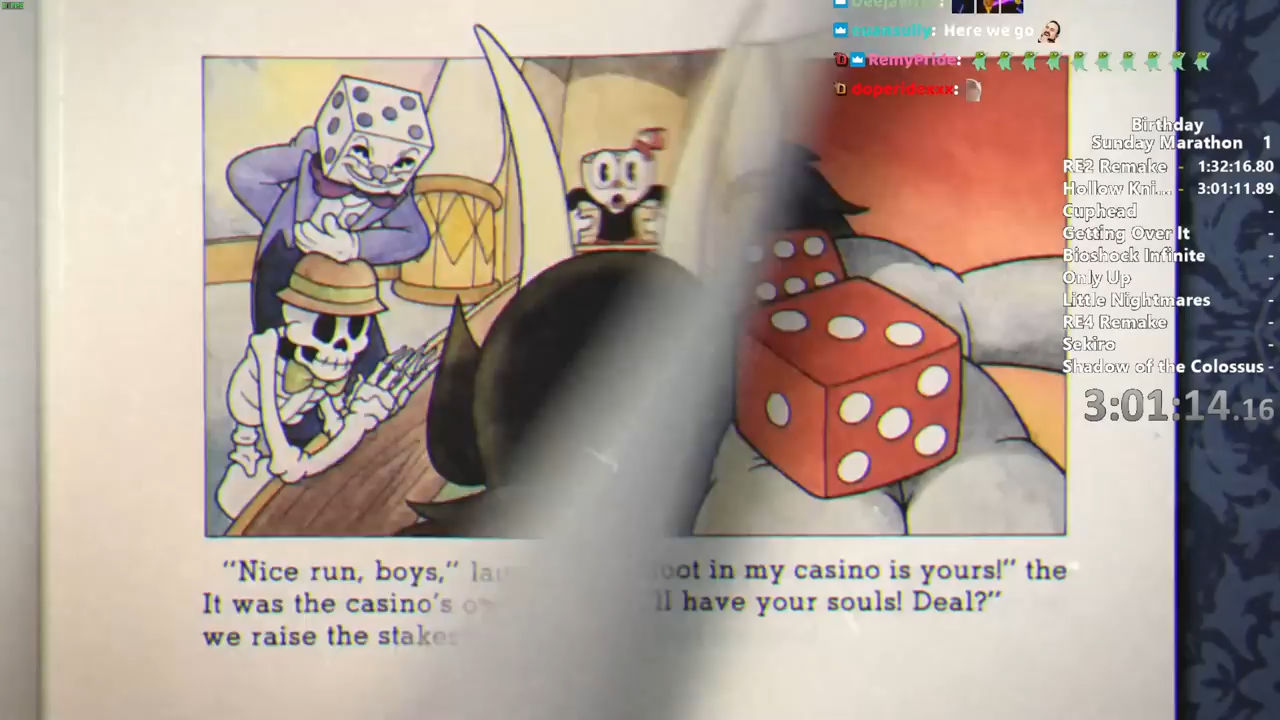 euaasully: Here we go
RemyPride:
doperidexxx:
Birthday
Sunday Marathon 1
RE2 Remake - 1:32:16.80
Hollow Kni... - 3:01:11.89
Cuphead -
Getting Over It -
Bioshock Infinite -
Only Up -
Little Nightmares -
RE4 Remake -
Sekiro -
Shadow of the Colossus -
3:01:14.16
“Nice run, boys,” oot in my casino is yours!” the
It was the casino’s have your souls! Deal?”
we raise the stakes